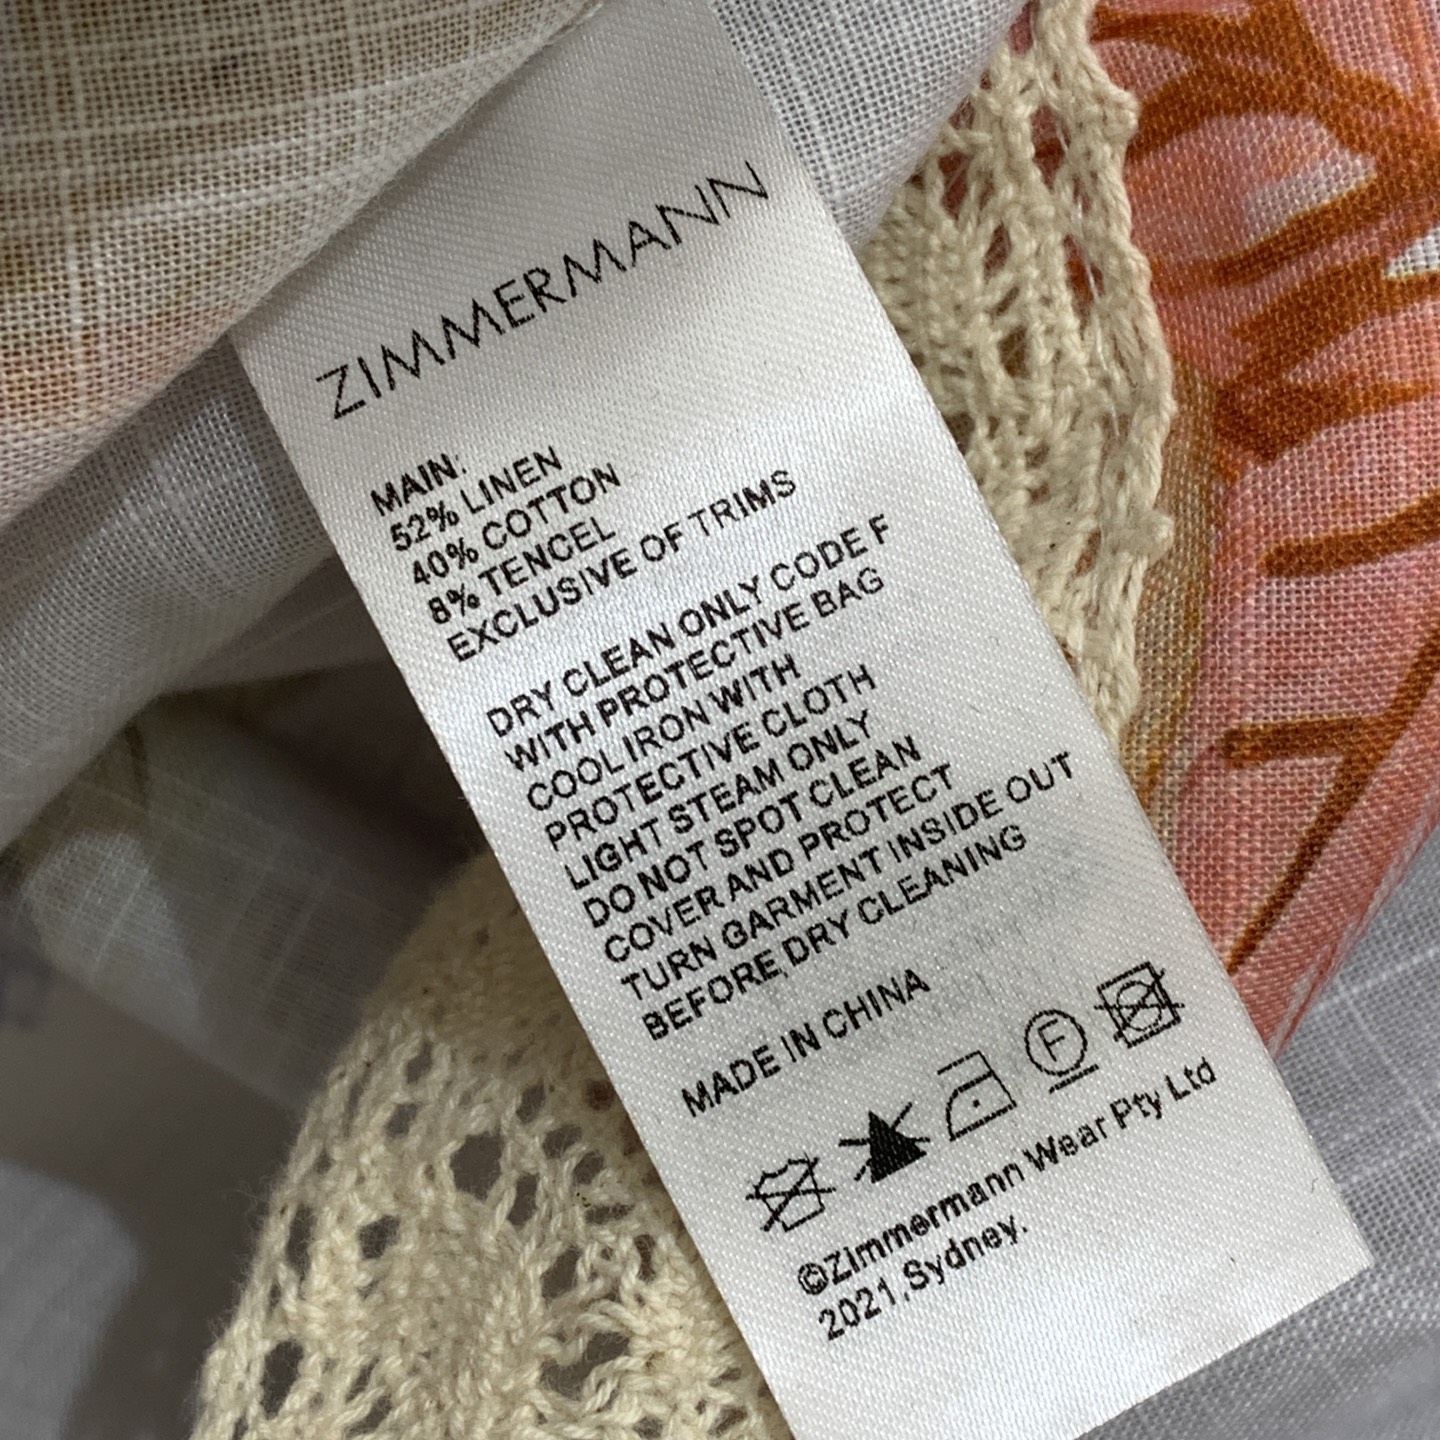 ZIMMERMANN
MAIN:
52% LINEN
40% COTTON
8% TENCEL
EXCLUSIVE OF TRIMS
DRY CLEAN ONLY CODE F
WITH PROTECTIVE BAG
COOL IRON WITH
PROTECTIVE CLOTH
LIGHT STEAM ONLY
DO NOT SPOT CLEAN
COVER AND PROTECT
TURN GARMENT INSIDE OUT
BEFORE DRY CLEANING
MADE IN CHINA
F
©Zimmermann Wear Pty Ltd
2021,Sydney.